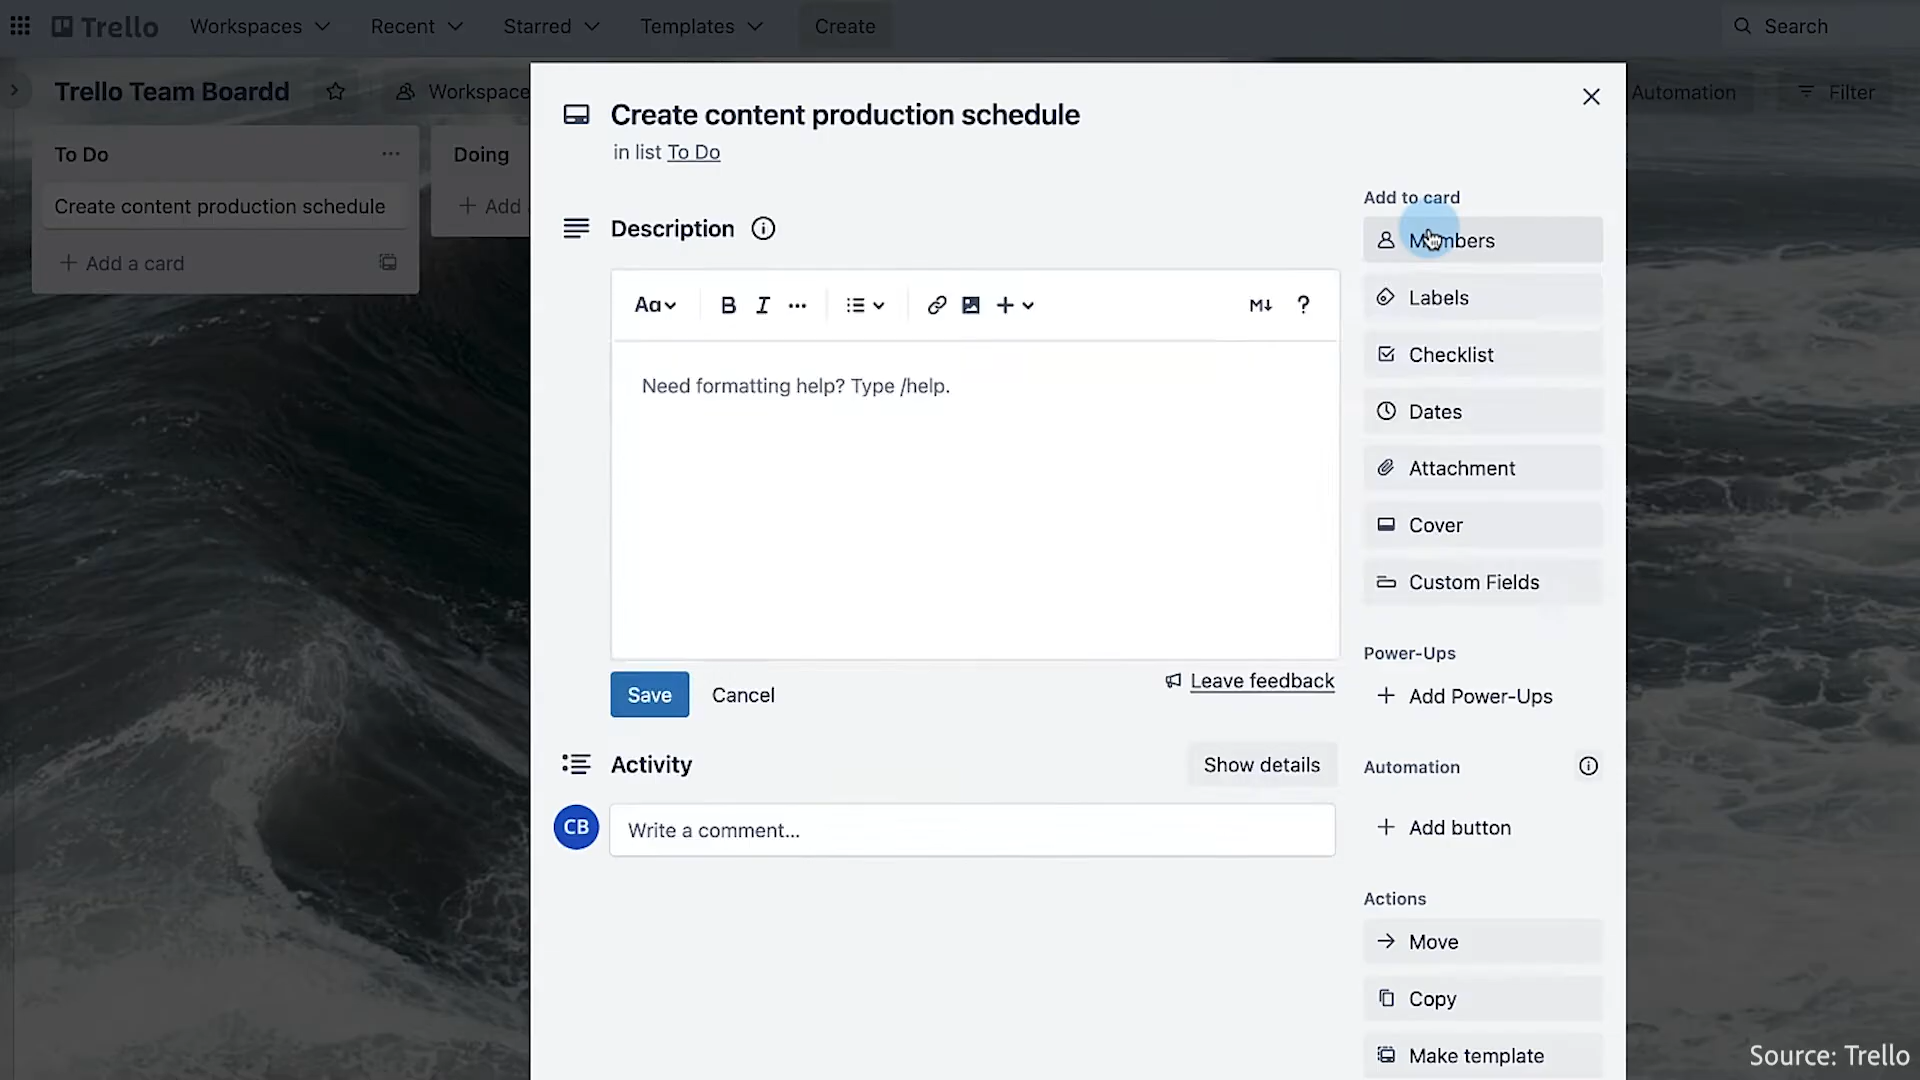 Trello Workspaces Recent Starred Templates Create Search
Trello Team Boardd Workspace Automation Filter
To Do
Create content production schedule
+ Add a card
Doing
+ Add
Create content production schedule
in list To Do
Description
Aa B I M↓ ?
Need formatting help? Type /help.
Save Cancel
Leave feedback
Activity
Show details
CB
Write a comment...
Add to card
Members
Labels
Checklist
Dates
Attachment
Cover
Custom Fields
Power-Ups
+ Add Power-Ups
Automation
+ Add button
Actions
Move
Copy
Make template
Source: Trello